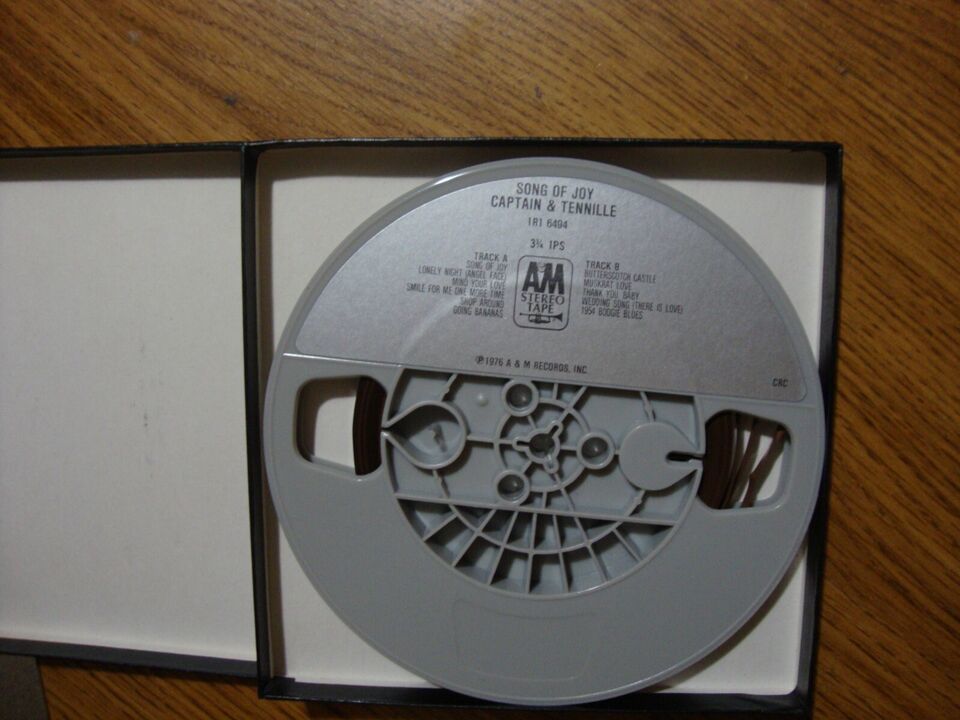 SONG OF JOY
CAPTAIN & TENNILLE
1R1 6494
3¾ IPS
TRACK A
SONG OF JOY
LONELY NIGHT (ANGEL FACE)
MIND YOUR LOVE
SMILE FOR ME ONE MORE TIME
SHOP AROUND
GOING BANANAS
A&M
STEREO
TAPE
TRACK B
BUTTERSCOTCH CASTLE
MUSKRAT LOVE
THANK YOU BABY
WEDDING SONG (THERE IS LOVE)
1954 BOOGIE BLUES
℗1976 A & M RECORDS, INC.
CRC